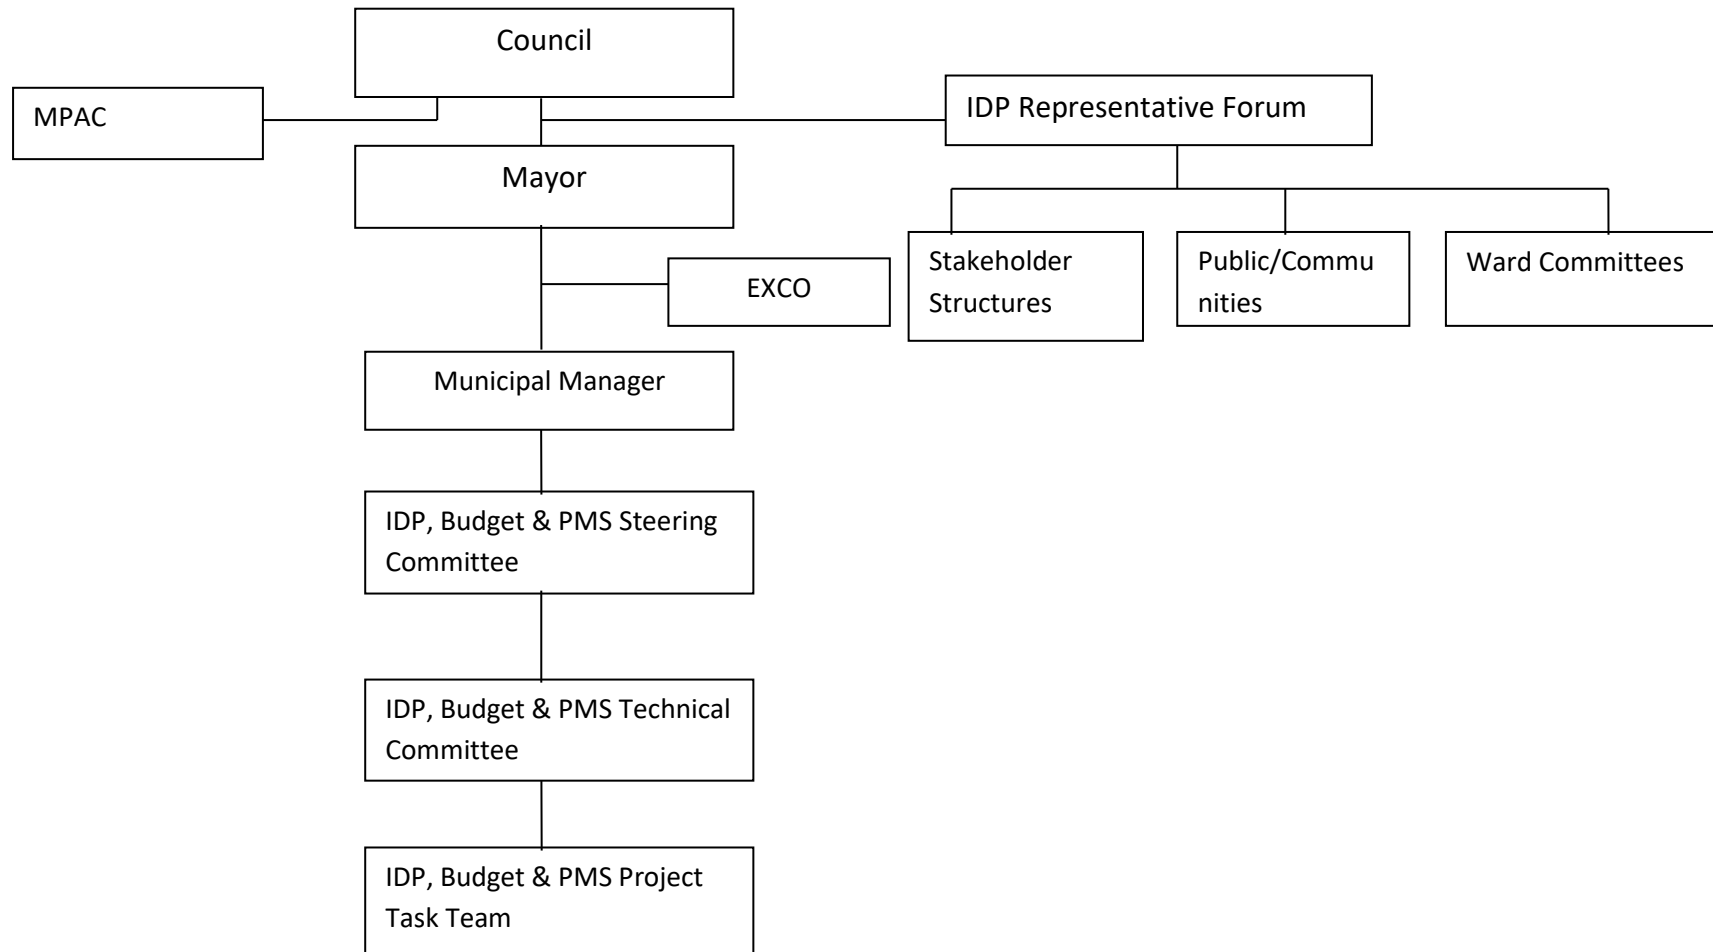 Council
MPAC
IDP Representative Forum
Mayor
Stakeholder
Structures
Public/Commu
nities
Ward Committees
EXCO
Municipal Manager
IDP, Budget & PMS Steering
Committee
IDP, Budget & PMS Technical
Committee
IDP, Budget & PMS Project
Task Team